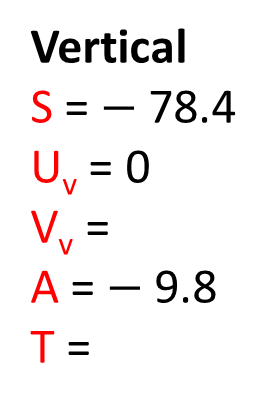 Vertical
S = – 78.4
Uv = 0
Vv =
A = – 9.8
T =